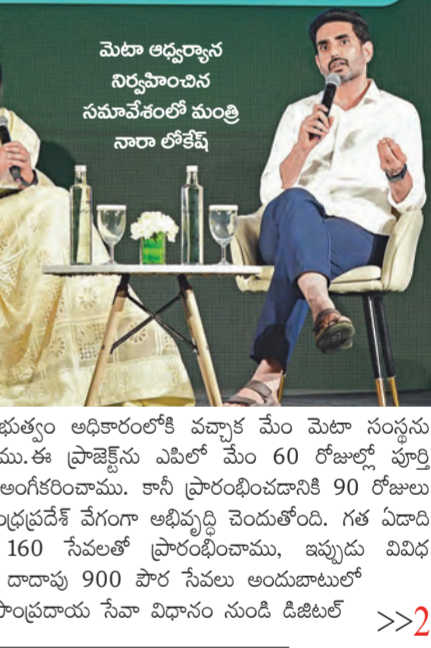 మెటా ఆధ్వర్యాన
నిర్వహించిన
సమావేశంలో మంత్రి
నారా లోకేష్
భుత్వం అధికారంలోకి వచ్చాక మేం మెటా సంస్థను
ము.ఈ ప్రాజెక్ట్‌ను ఎపిలో మేం 60 రోజుల్లో పూర్తి
అంగీకరించాము. కానీ ప్రారంభించడానికి 90 రోజులు
ంధ్రప్రదేశ్ వేగంగా అభివృద్ధి చెందుతోంది. గత ఏడాది
160 సేవలతో ప్రారంభించాము, ఇప్పుడు వివిధ
దాదాపు 900 పౌర సేవలు అందుబాటులో
సాంప్రదాయ సేవా విధానం నుండి డిజిటల్ >>2